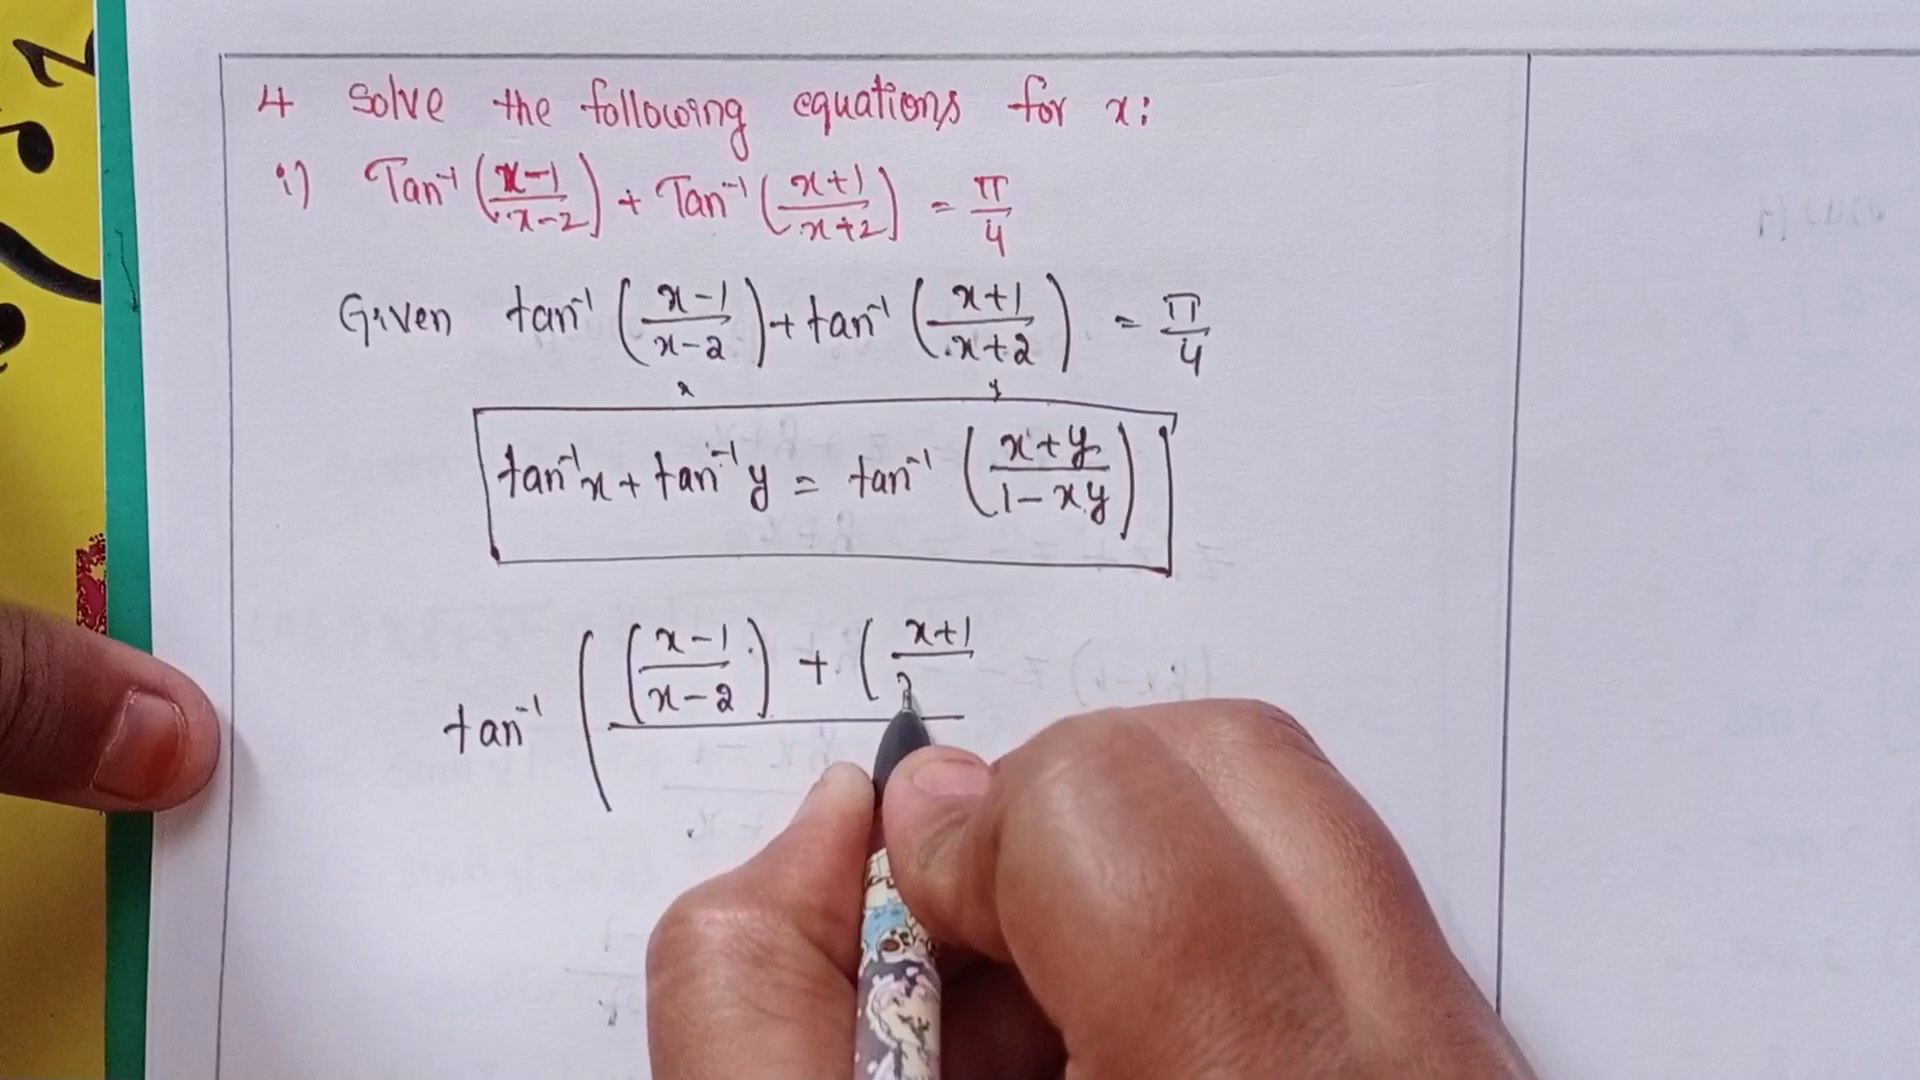 4 Solve the following equations for x:
i) Tan⁻¹ ((x-1)/(x-2)) + Tan⁻¹ ((x+1)/(x+2)) = π/4
Given tan⁻¹ ((x-1)/(x-2)) + tan⁻¹ ((x+1)/(x+2)) = π/4
x y
tan⁻¹x + tan⁻¹y = tan⁻¹ ((x+y)/(1-xy))
tan⁻¹ (((x-1)/(x-2)) + ((x+1)/